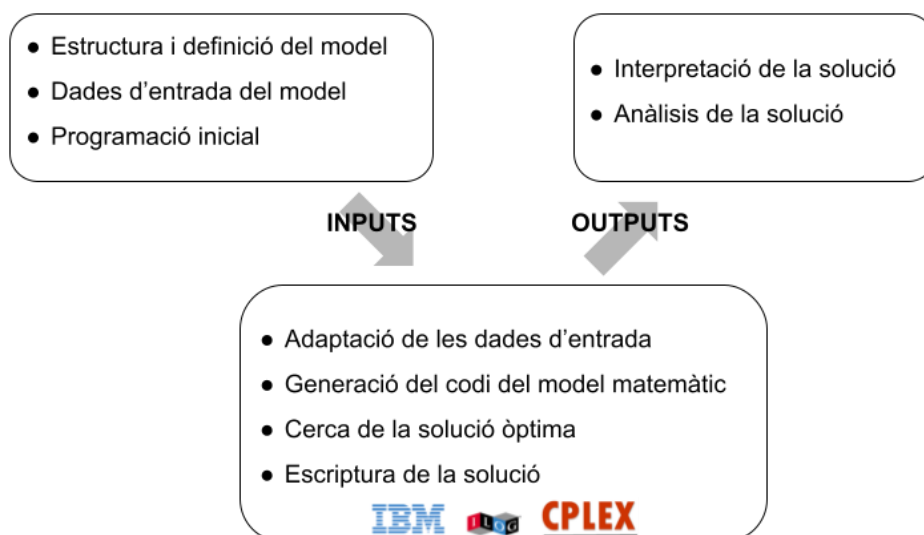 ● Estructura i definició del model
● Dades d’entrada del model
● Programació inicial
● Interpretació de la solució
● Anàlisis de la solució
INPUTS
OUTPUTS
● Adaptació de les dades d’entrada
● Generació del codi del model matemàtic
● Cerca de la solució òptima
● Escriptura de la solució
IBM ILOG CPLEX